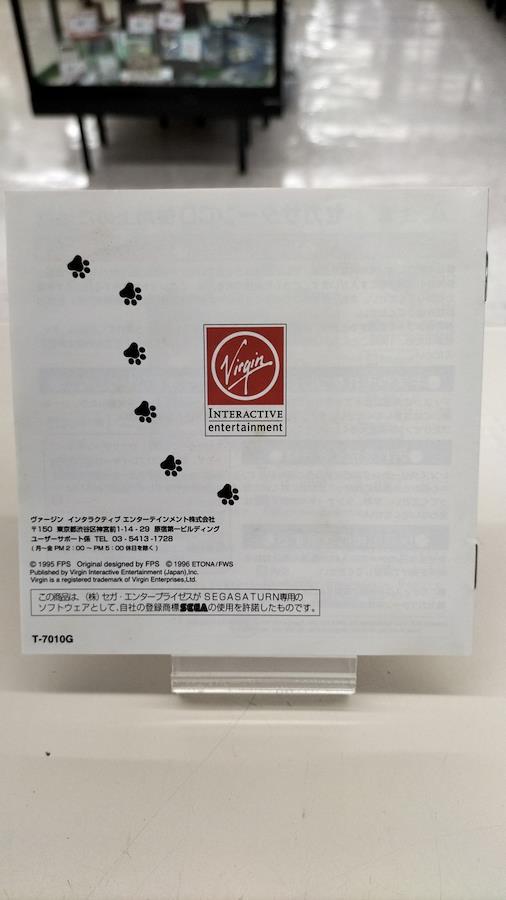 Virgin
INTERACTIVE
entertainment
ヴァージン インタラクティブ エンターテインメント株式会社
〒150 東京都渋谷区神宮前1-14-29 原宿第一ビルディング
ユーザーサポート係 TEL 03-5413-1728
(月~金 PM 2:00 ~ PM 5:00 休日を除く)
© 1995 FPS Original designed by FPS © 1996 ETONA/FWS
Published by Virgin Interactive Entertainment (Japan),Inc.
Virgin is a registered trademark of Virgin Enterprises,Ltd.
この商品は、(株)セガ・エンタープライゼスがSEGASATURN専用の
ソフトウェアとして、自社の登録商標SEGAの使用を許諾したものです。
T-7010G